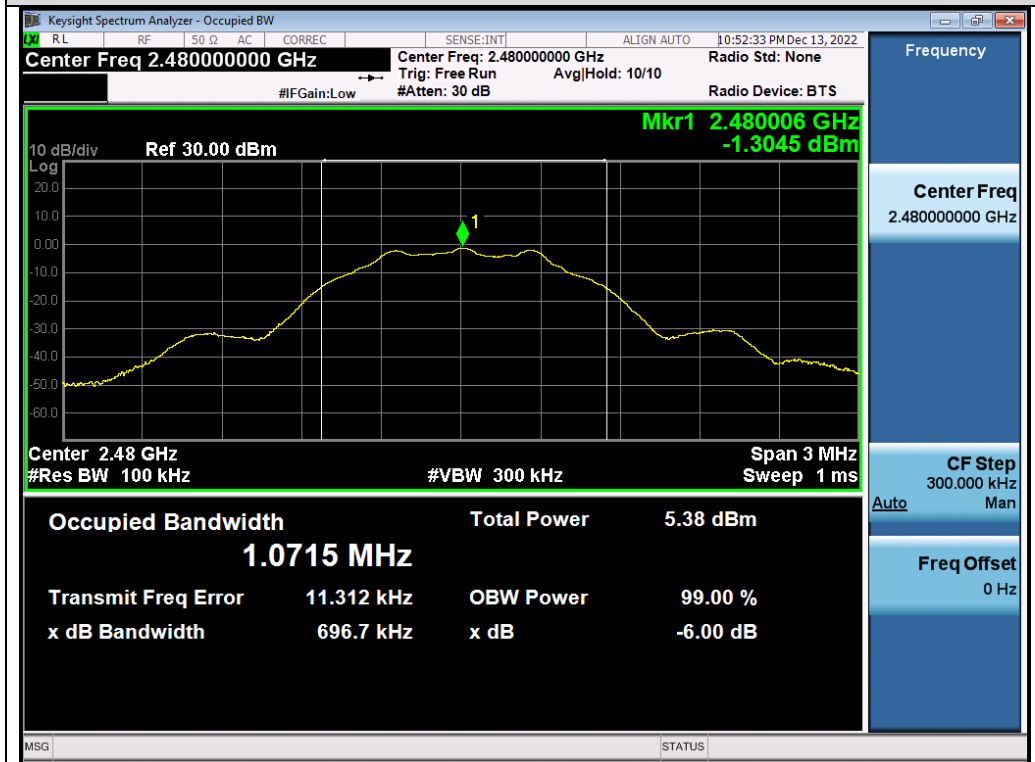 Keysight Spectrum Analyzer - Occupied BW
LXI RL RF 50 Ω AC CORREC SENSE:INT ALIGN AUTO 10:52:33 PM Dec 13, 2022
Center Freq 2.480000000 GHz
Center Freq: 2.480000000 GHz Radio Std: None
Trig: Free Run Avg|Hold: 10/10
#IFGain:Low #Atten: 30 dB Radio Device: BTS
Mkr1 2.480006 GHz
-1.3045 dBm
10 dB/div Ref 30.00 dBm
Log
20.0
10.0
1
0.00
-10.0
-20.0
-30.0
-40.0
-50.0
-60.0
Center 2.48 GHz Span 3 MHz
#Res BW 100 kHz #VBW 300 kHz Sweep 1 ms
Occupied Bandwidth Total Power 5.38 dBm
1.0715 MHz
Transmit Freq Error 11.312 kHz OBW Power 99.00 %
x dB Bandwidth 696.7 kHz x dB -6.00 dB
Frequency
Center Freq
2.480000000 GHz
CF Step
300.000 kHz
Auto Man
Freq Offset
0 Hz
MSG STATUS